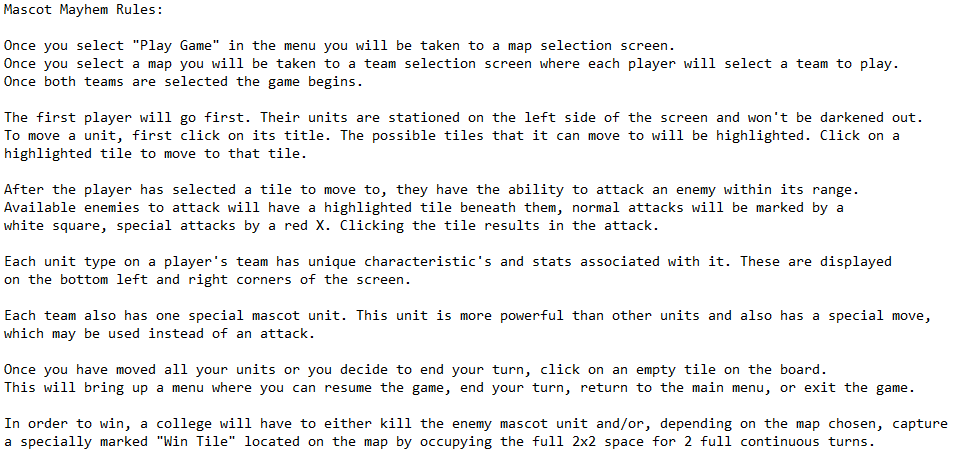 Mascot Mayhem Rules:
Once you select "Play Game" in the menu you will be taken to a map selection screen.
Once you select a map you will be taken to a team selection screen where each player will select a team to play.
Once both teams are selected the game begins.
The first player will go first. Their units are stationed on the left side of the screen and won't be darkened out.
To move a unit, first click on its title. The possible tiles that it can move to will be highlighted. Click on a
highlighted tile to move to that tile.
After the player has selected a tile to move to, they have the ability to attack an enemy within its range.
Available enemies to attack will have a highlighted tile beneath them, normal attacks will be marked by a
white square, special attacks by a red X. Clicking the tile results in the attack.
Each unit type on a player's team has unique characteristic's and stats associated with it. These are displayed
on the bottom left and right corners of the screen.
Each team also has one special mascot unit. This unit is more powerful than other units and also has a special move,
which may be used instead of an attack.
Once you have moved all your units or you decide to end your turn, click on an empty tile on the board.
This will bring up a menu where you can resume the game, end your turn, return to the main menu, or exit the game.
In order to win, a college will have to either kill the enemy mascot unit and/or, depending on the map chosen, capture
a specially marked "Win Tile" located on the map by occupying the full 2x2 space for 2 full continuous turns.